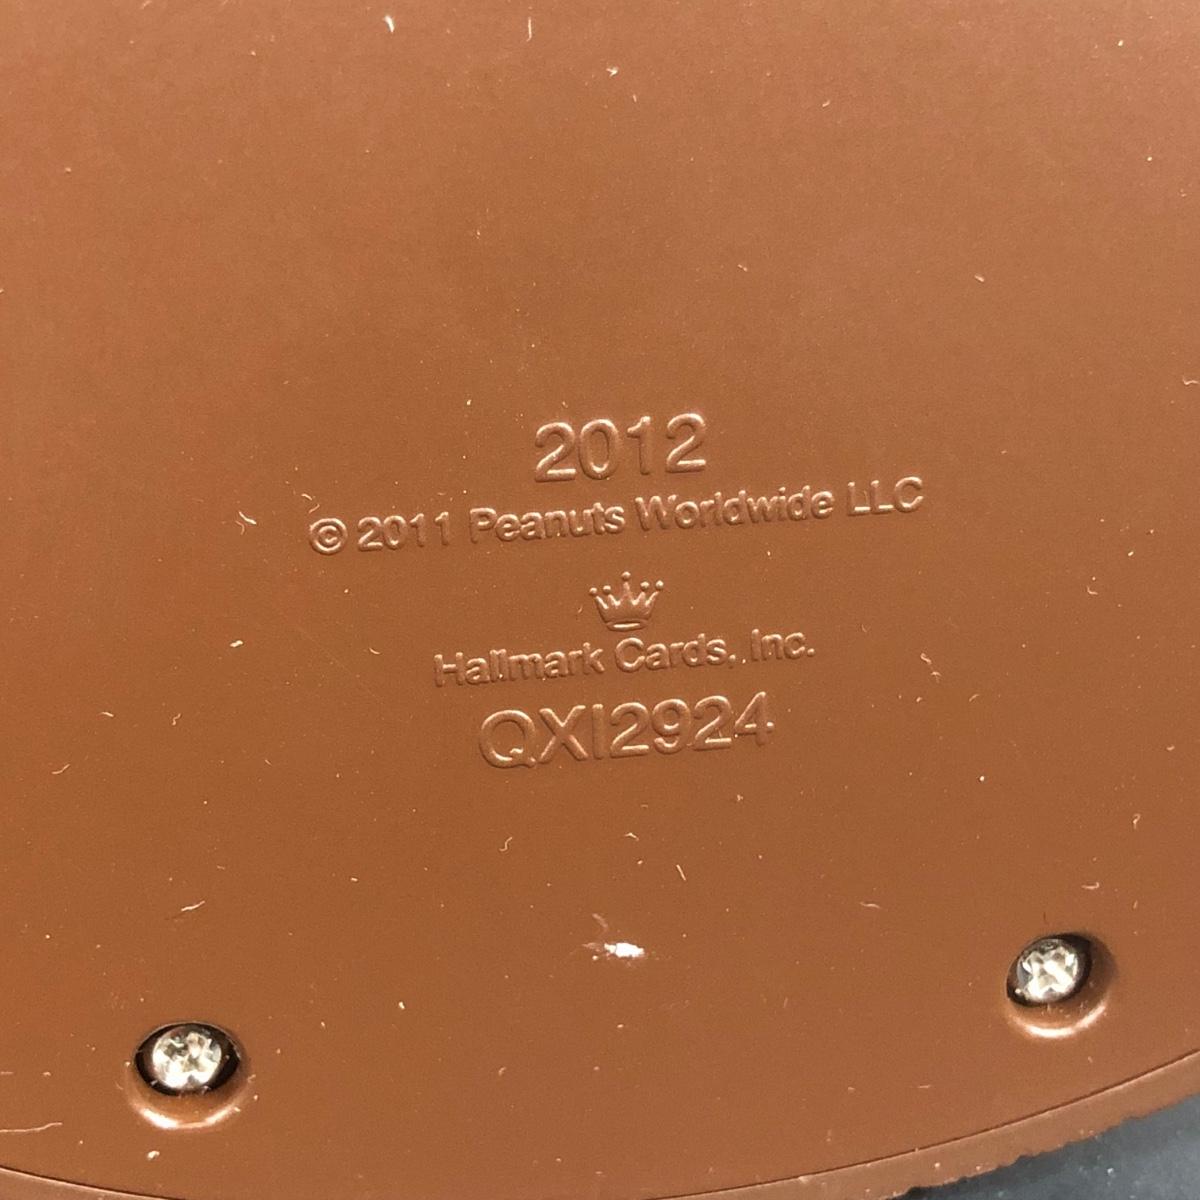 2012
© 2011 Peanuts Worldwide LLC
Hallmark Cards, Inc.
QXI2924